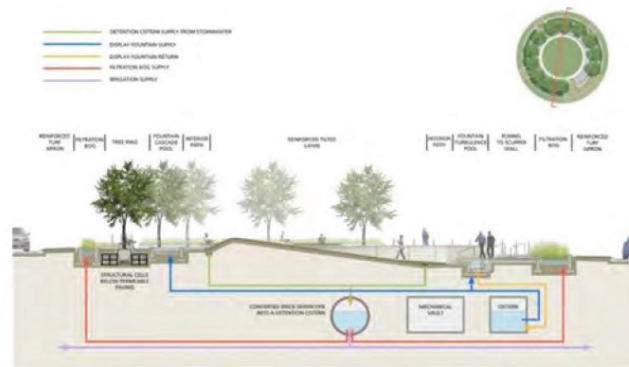 DETENTION CISTERN SUPPLY FROM STORMWATER
DISPLAY FOUNTAIN SUPPLY
DISPLAY FOUNTAIN RETURN
FILTRATION BOG SUPPLY
IRRIGATION SUPPLY
REINFORCED
TURF
APRON
FILTRATION
BOG
TREE RING
FOUNTAIN
CASCADE
POOL
INTERIOR
PATH
REINFORCED TILTED
LAWN
INTERIOR
PATH
FOUNTAIN
TURBULENCE
POOL
RUNNEL
TO SCUPPER
WALL
FILTRATION
BOG
REINFORCED
TURF
APRON
STRUCTURAL CELLS
BELOW PERMEABLE
PAVING
CONVERTED BRICK SEWER
INTO A DETENTION CISTERN
MECHANICAL
VAULT
CISTERN